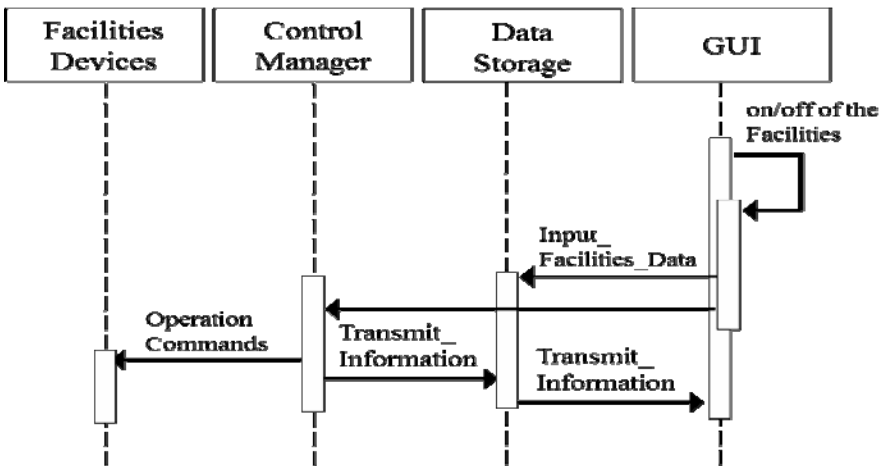 Facilities
Devices
Control
Manager
Data
Storage
GUI
on/off of the
Facilities
Input_
Facilities_Data
Operation
Commands
Transmit_
Information
Transmit_
Information